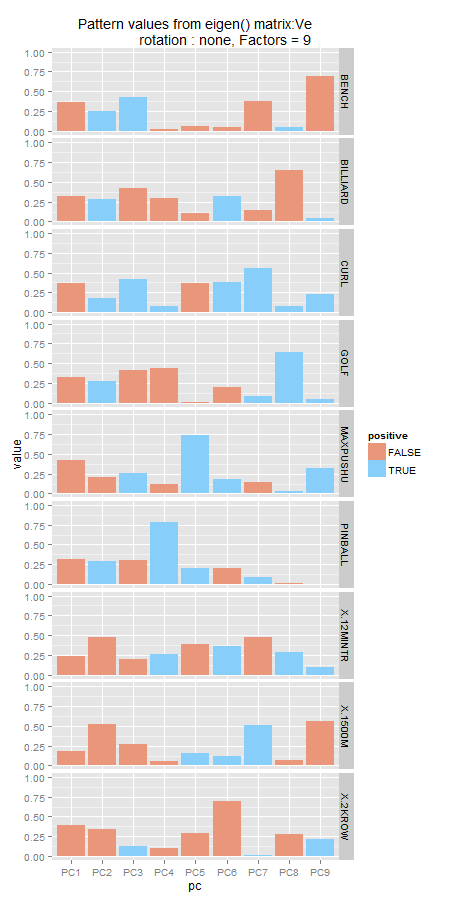 Pattern values from eigen() matrix:Ve
rotation : none, Factors = 9
1.00
0.75
0.50
0.25
0.00
BENCH
1.00
0.75
0.50
0.25
0.00
BILLIARD
1.00
0.75
0.50
0.25
0.00
CURL
1.00
0.75
0.50
0.25
0.00
GOLF
1.00
0.75
0.50
0.25
0.00
MAXPUSHU
1.00
0.75
0.50
0.25
0.00
PINBALL
1.00
0.75
0.50
0.25
0.00
X.12MINTR
1.00
0.75
0.50
0.25
0.00
X.1500M
1.00
0.75
0.50
0.25
0.00
X.2KROW
value
PC1 PC2 PC3 PC4 PC5 PC6 PC7 PC8 PC9
pc
positive
FALSE
TRUE